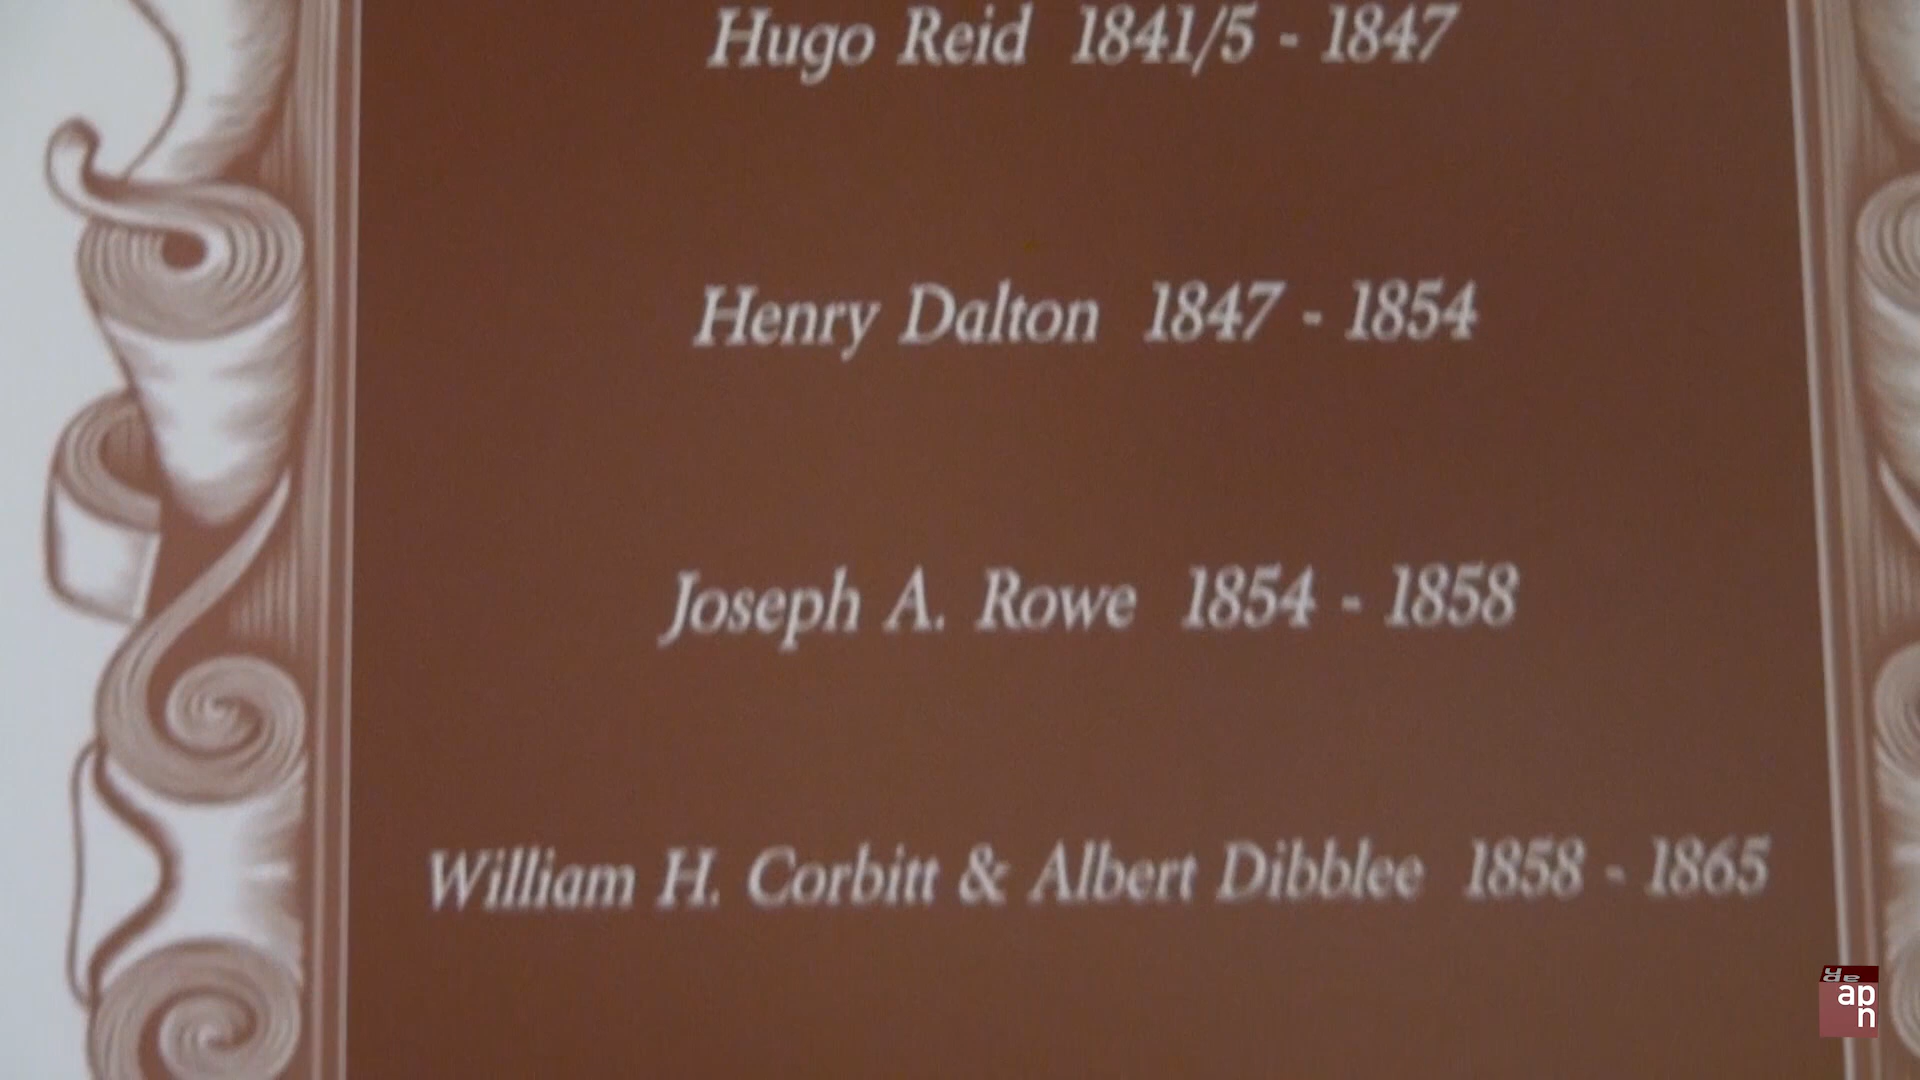 Hugo Reid 1841/5 - 1847
Henry Dalton 1847 - 1854
Joseph A. Rowe 1854 - 1858
William H. Corbitt & Albert Dibblee 1858 - 1865
ap
n